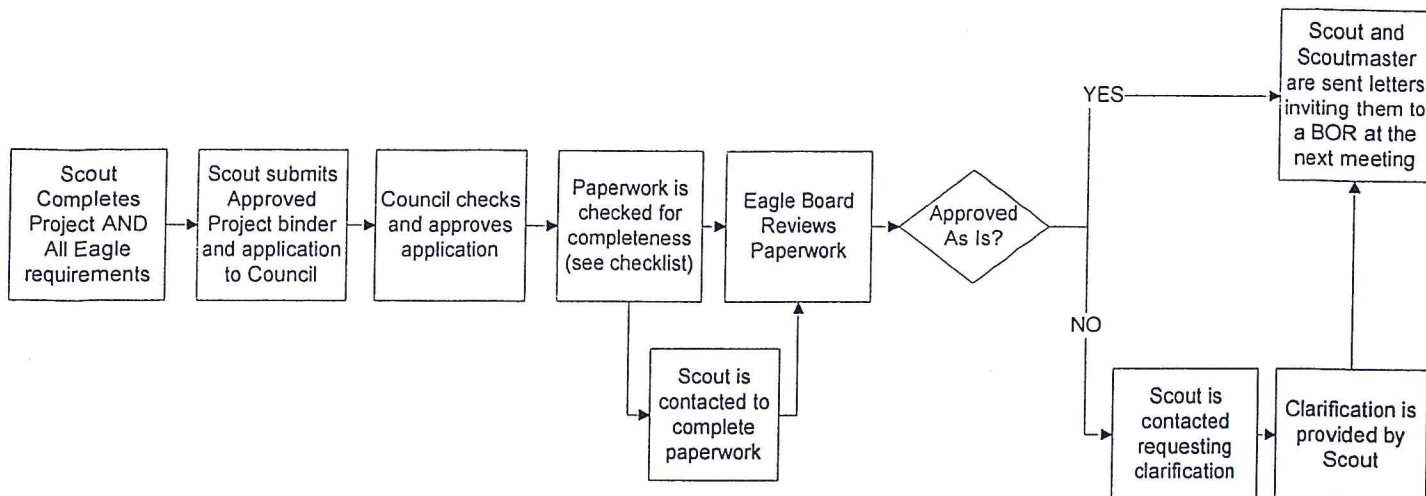 Scout
Completes
Project AND
All Eagle
requirements
Scout submits
Approved
Project binder
and application
to Council
Council checks
and approves
application
Paperwork is
checked for
completeness
(see checklist)
Scout is
contacted to
complete
paperwork
Eagle Board
Reviews
Paperwork
Approved
As Is?
YES
Scout and
Scoutmaster
are sent letters
inviting them to
a BOR at the
next meeting
NO
Scout is
contacted
requesting
clarification
Clarification is
provided by
Scout